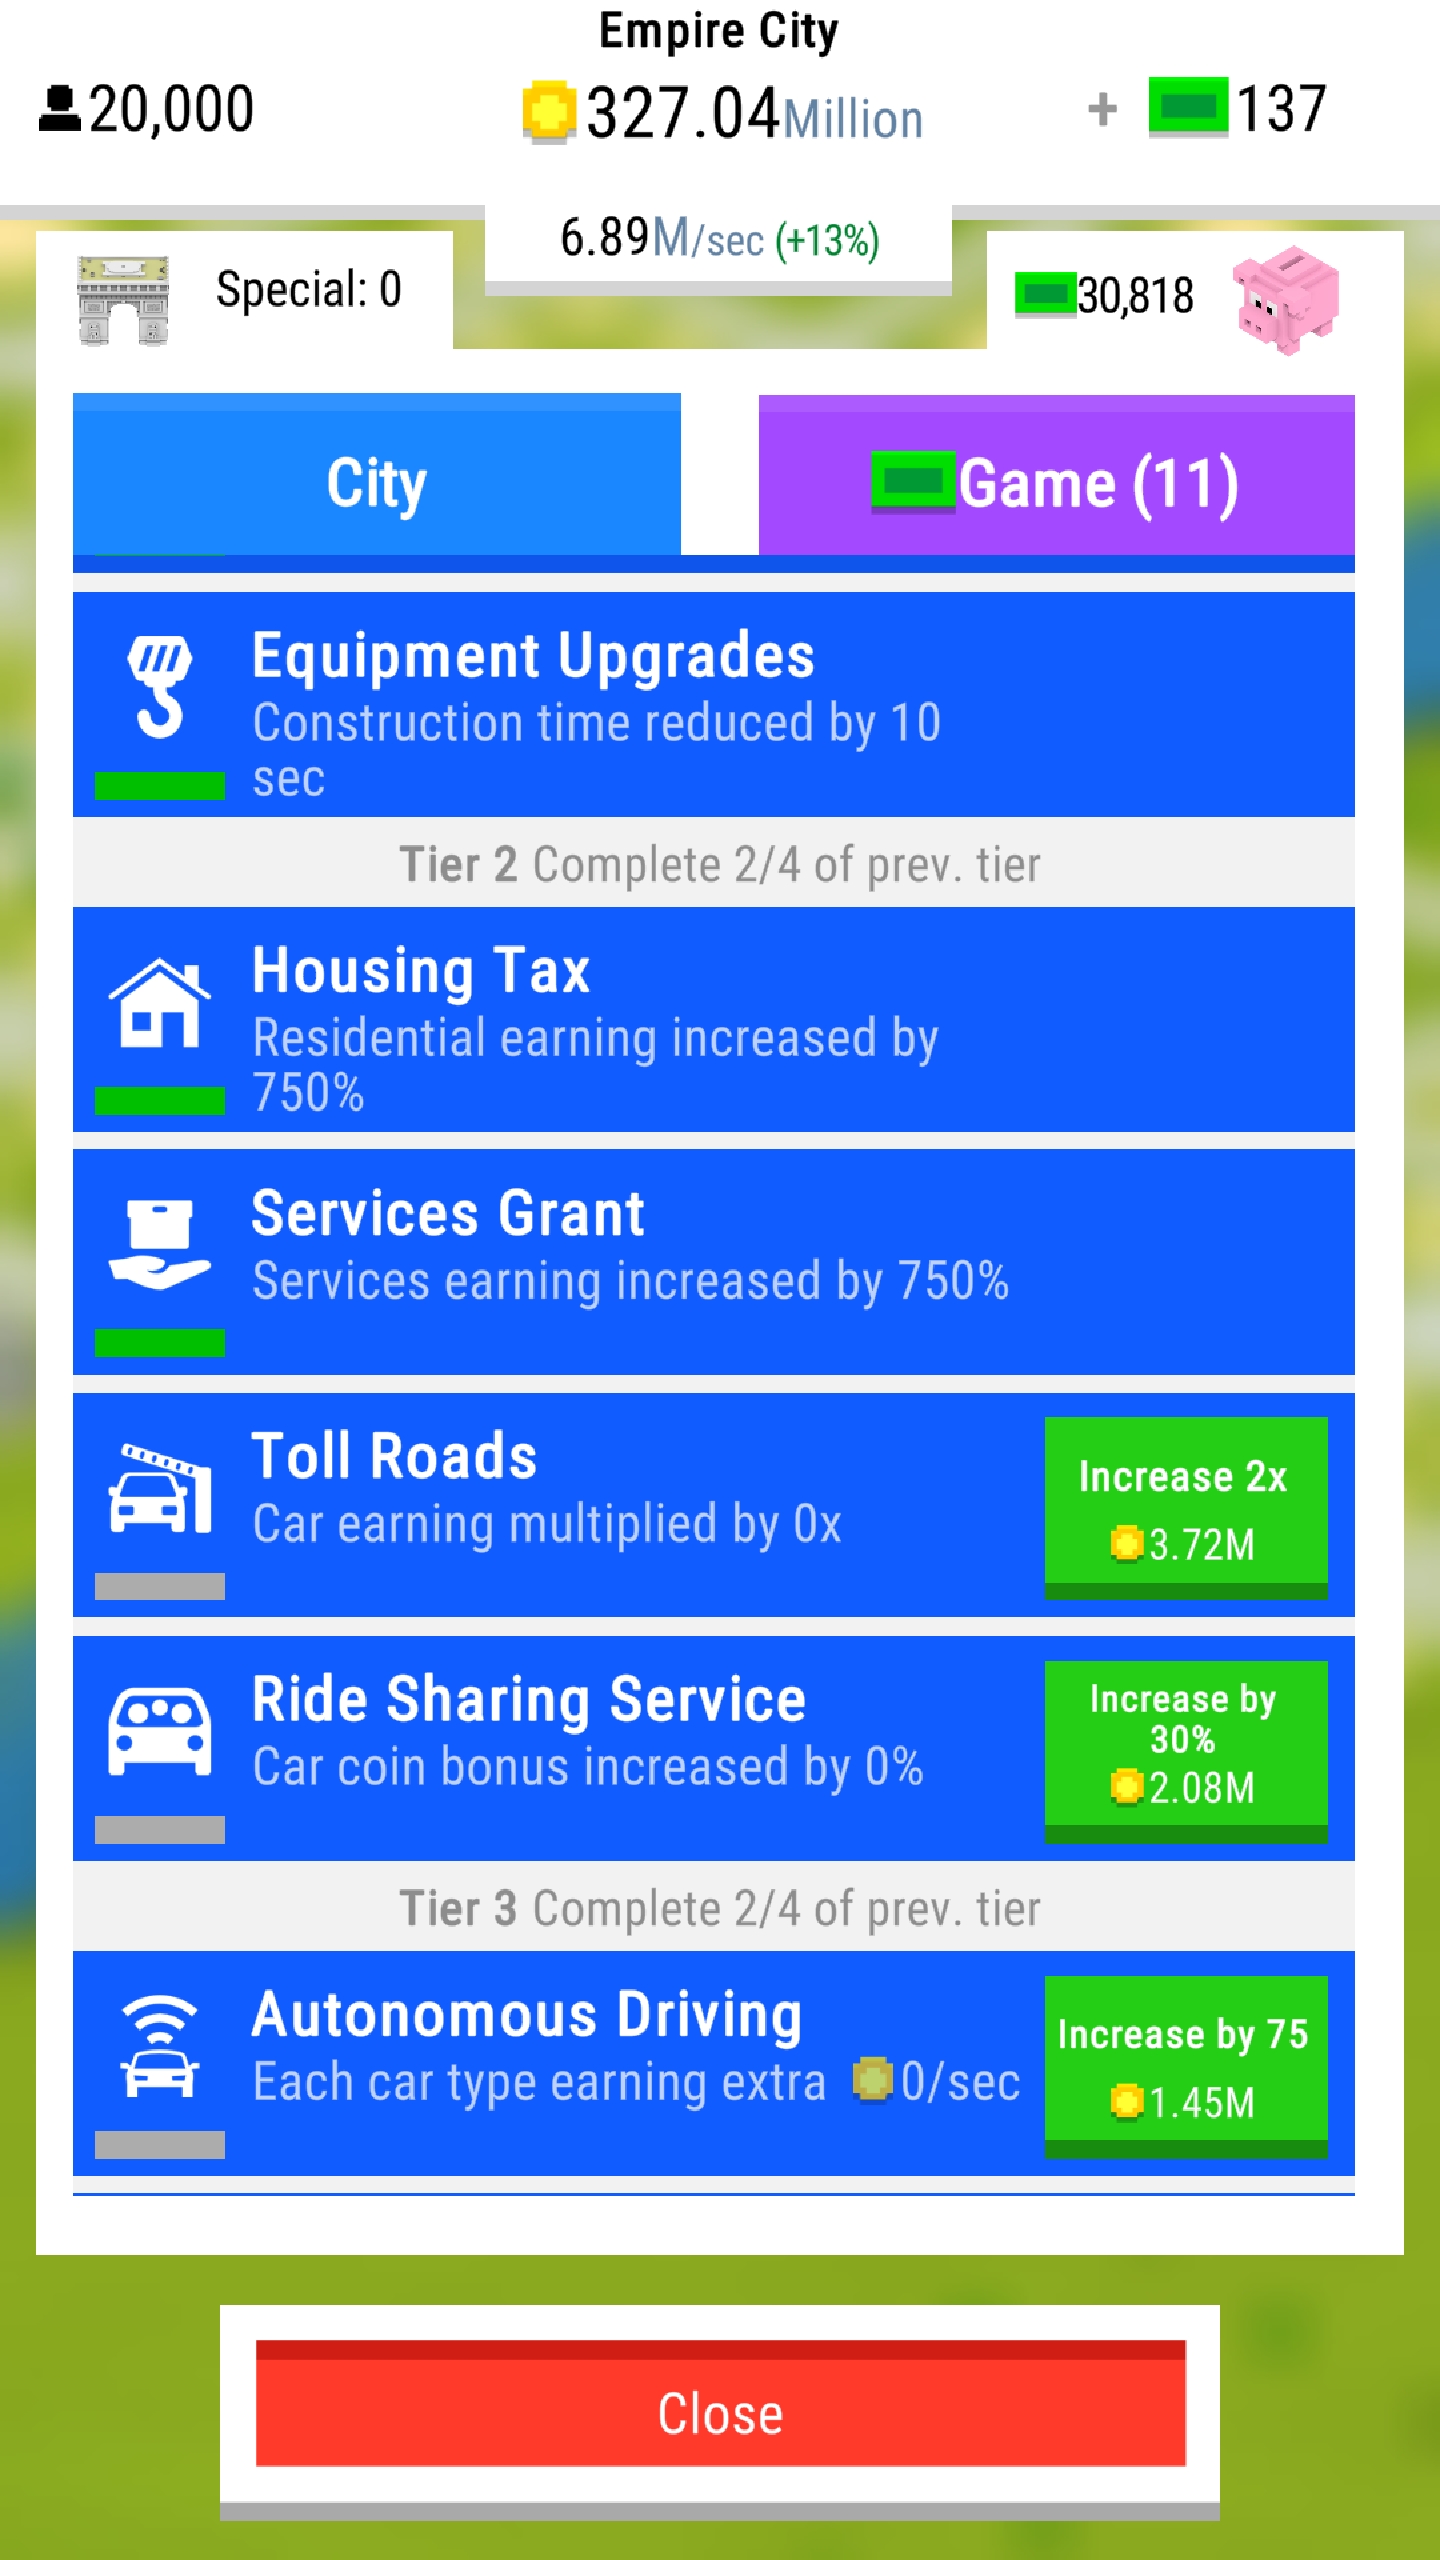 Empire City
20,000
327.04Million
+ 137
6.89M/sec (+13%)
Special: 0
30,818
City
Game (11)
Equipment Upgrades
Construction time reduced by 10
sec
Tier 2 Complete 2/4 of prev. tier
Housing Tax
Residential earning increased by
750%
Services Grant
Services earning increased by 750%
Toll Roads
Car earning multiplied by 0x
Increase 2x
3.72M
Ride Sharing Service
Car coin bonus increased by 0%
Increase by
30%
2.08M
Tier 3 Complete 2/4 of prev. tier
Autonomous Driving
Each car type earning extra 0/sec
Increase by 75
1.45M
Close